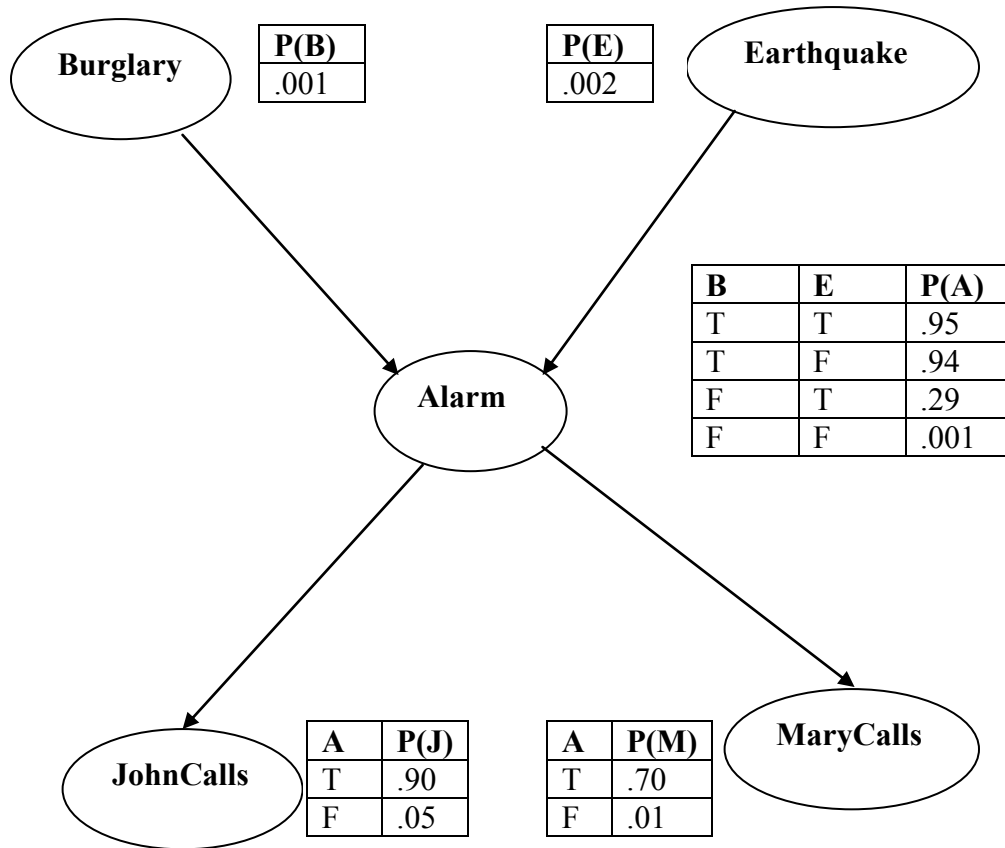 Burglary
P(B)
.001
P(E)
.002
Earthquake
B E P(A)
T T .95
T F .94
F T .29
F F .001
Alarm
JohnCalls
A P(J)
T .90
F .05
A P(M)
T .70
F .01
MaryCalls